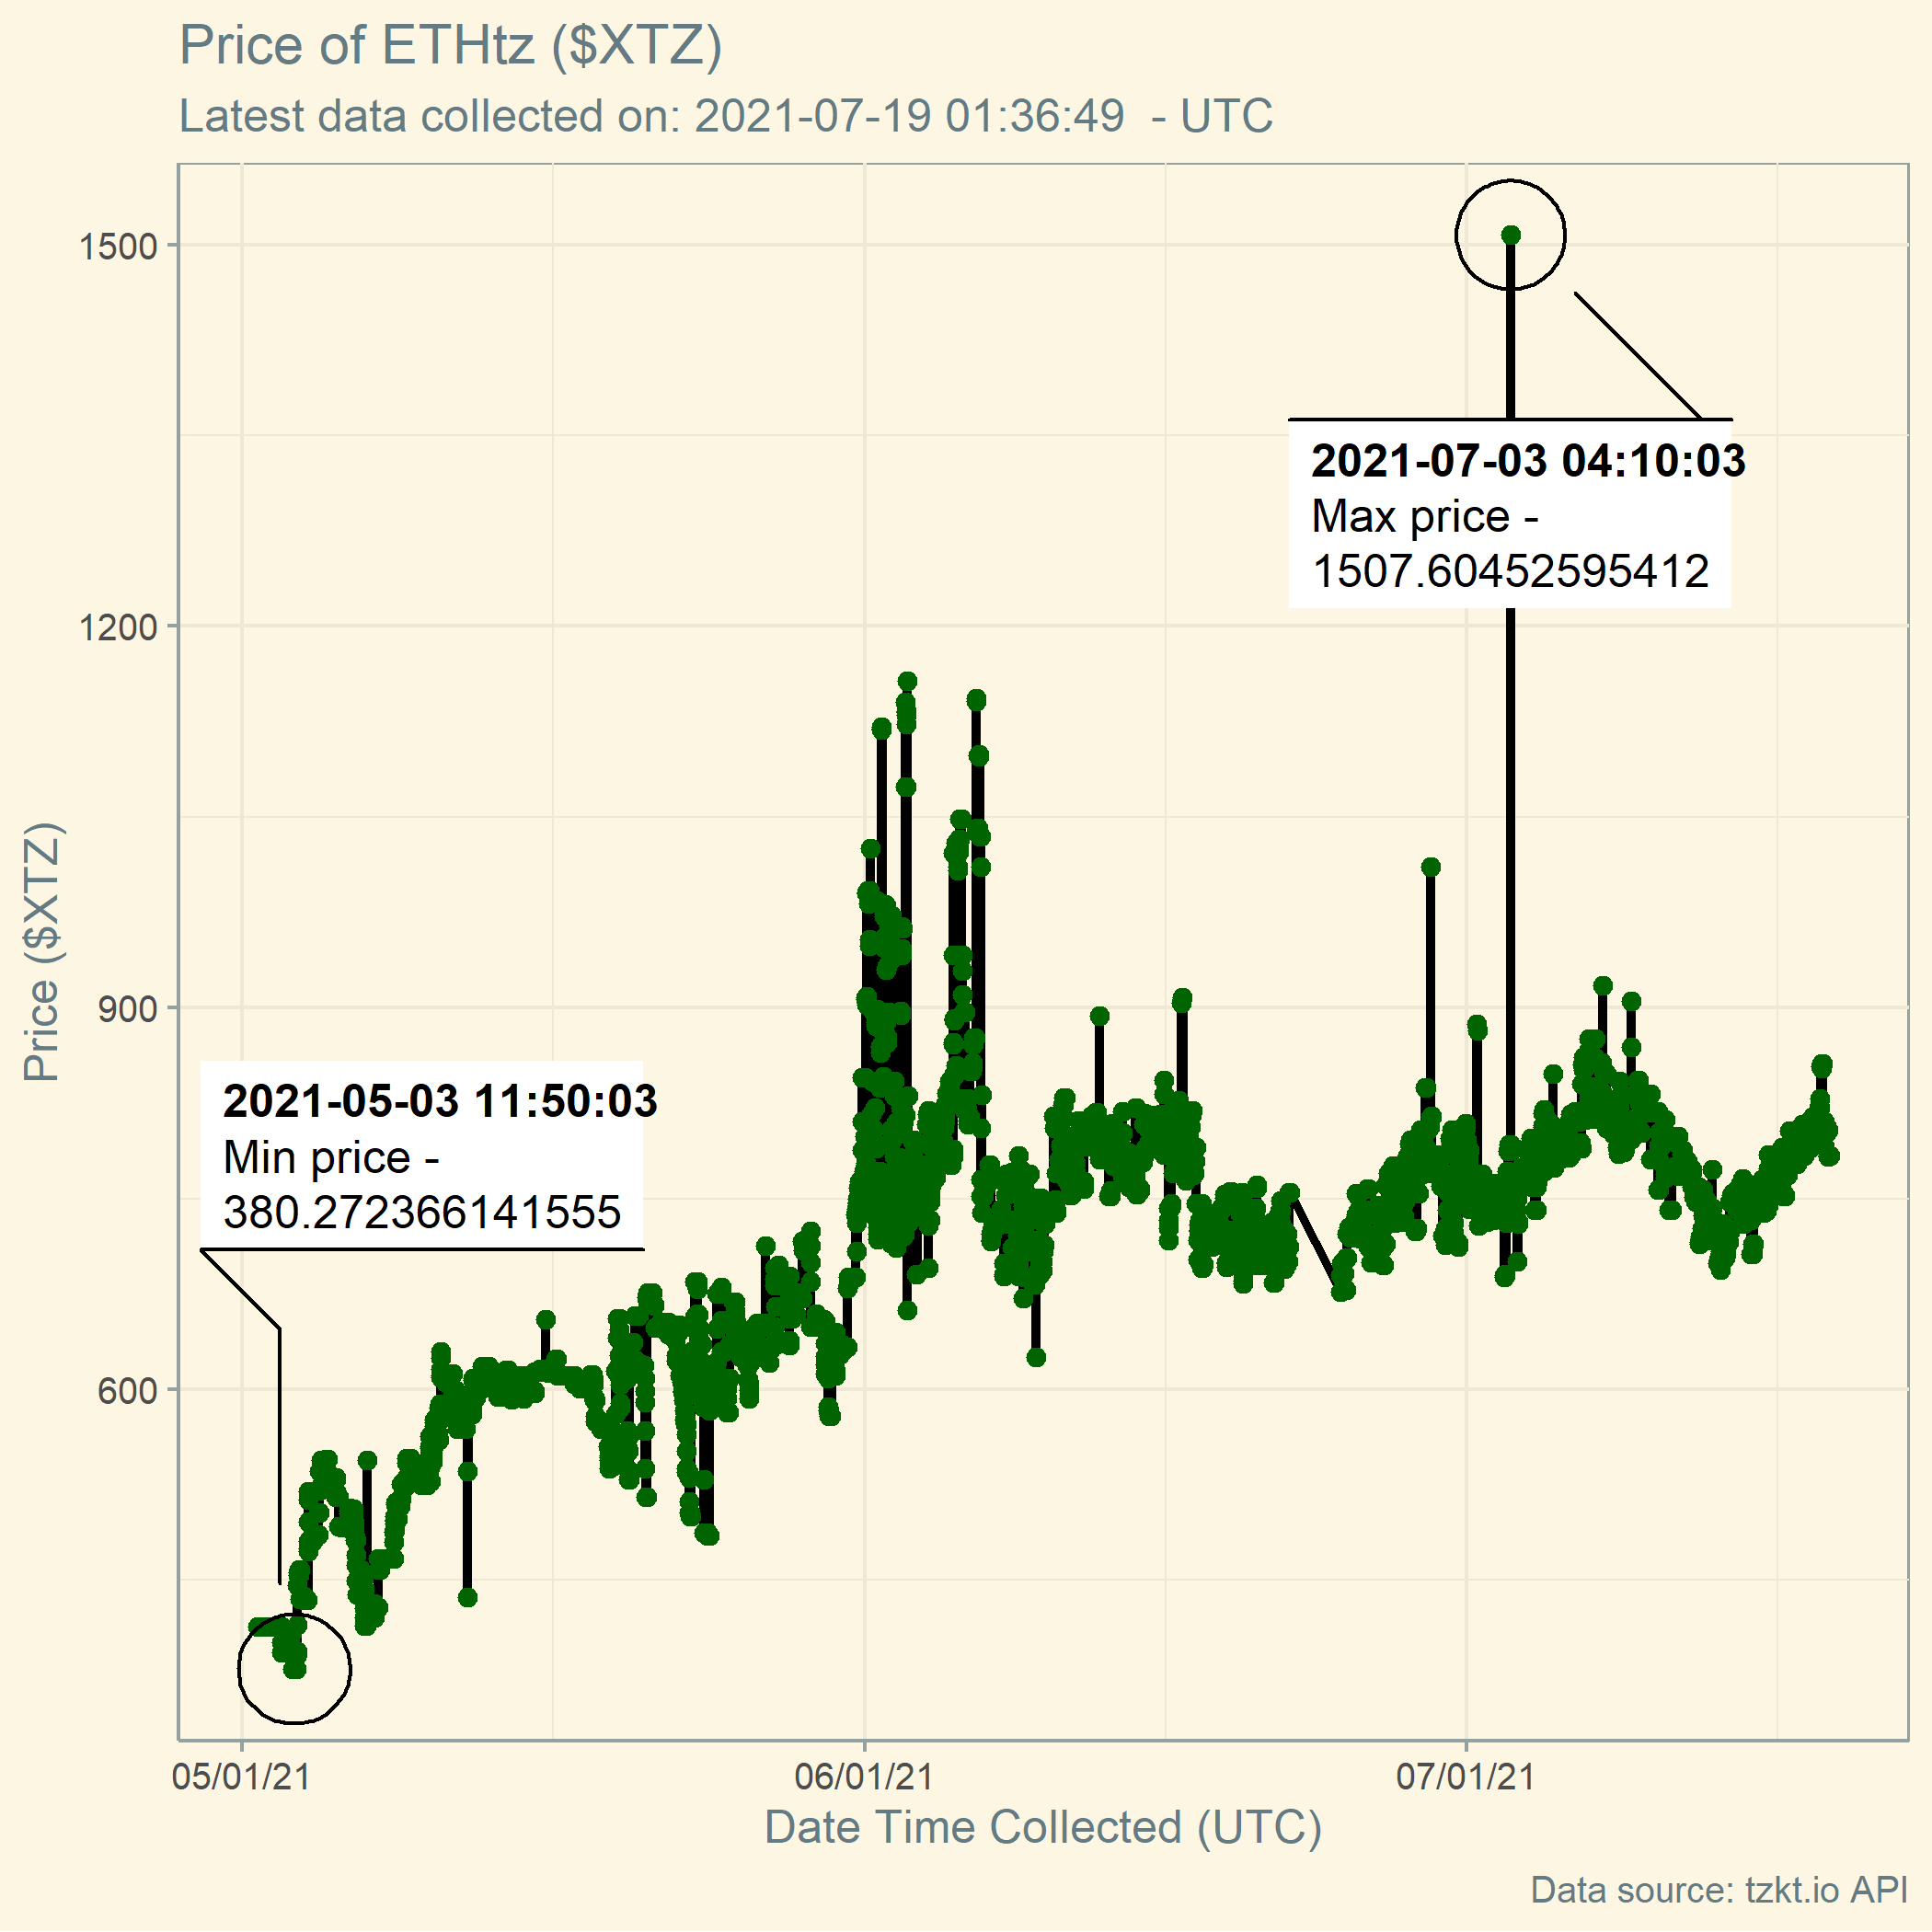 Price of ETHtz ($XTZ)
Latest data collected on: 2021-07-19 01:36:49  - UTC
1500
1200
900
600
Price ($XTZ)
2021-07-03 04:10:03
Max price -
1507.60452595412
2021-05-03 11:50:03
Min price -
380.272366141555
05/01/21
06/01/21
07/01/21
Date Time Collected (UTC)
Data source: tzkt.io API